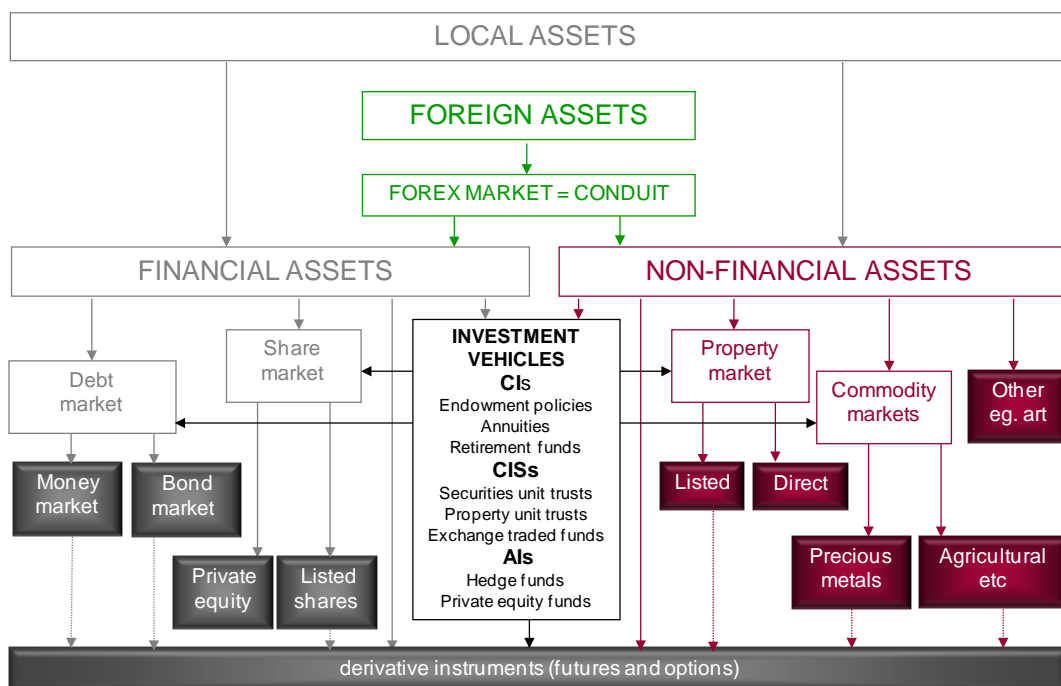 LOCAL ASSETS
FOREIGN ASSETS
FOREX MARKET = CONDUIT
FINANCIAL ASSETS
NON-FINANCIAL ASSETS
Debt
market
Share
market
INVESTMENT
VEHICLES
CIs
Endowment policies
Annuities
Retirement funds
CISs
Securities unit trusts
Property unit trusts
Exchange traded funds
AIs
Hedge funds
Private equity funds
Property
market
Commodity
markets
Other
eg. art
Money
market
Bond
market
Listed
Direct
Private
equity
Listed
shares
Precious
metals
Agricultural
etc
derivative instruments (futures and options)